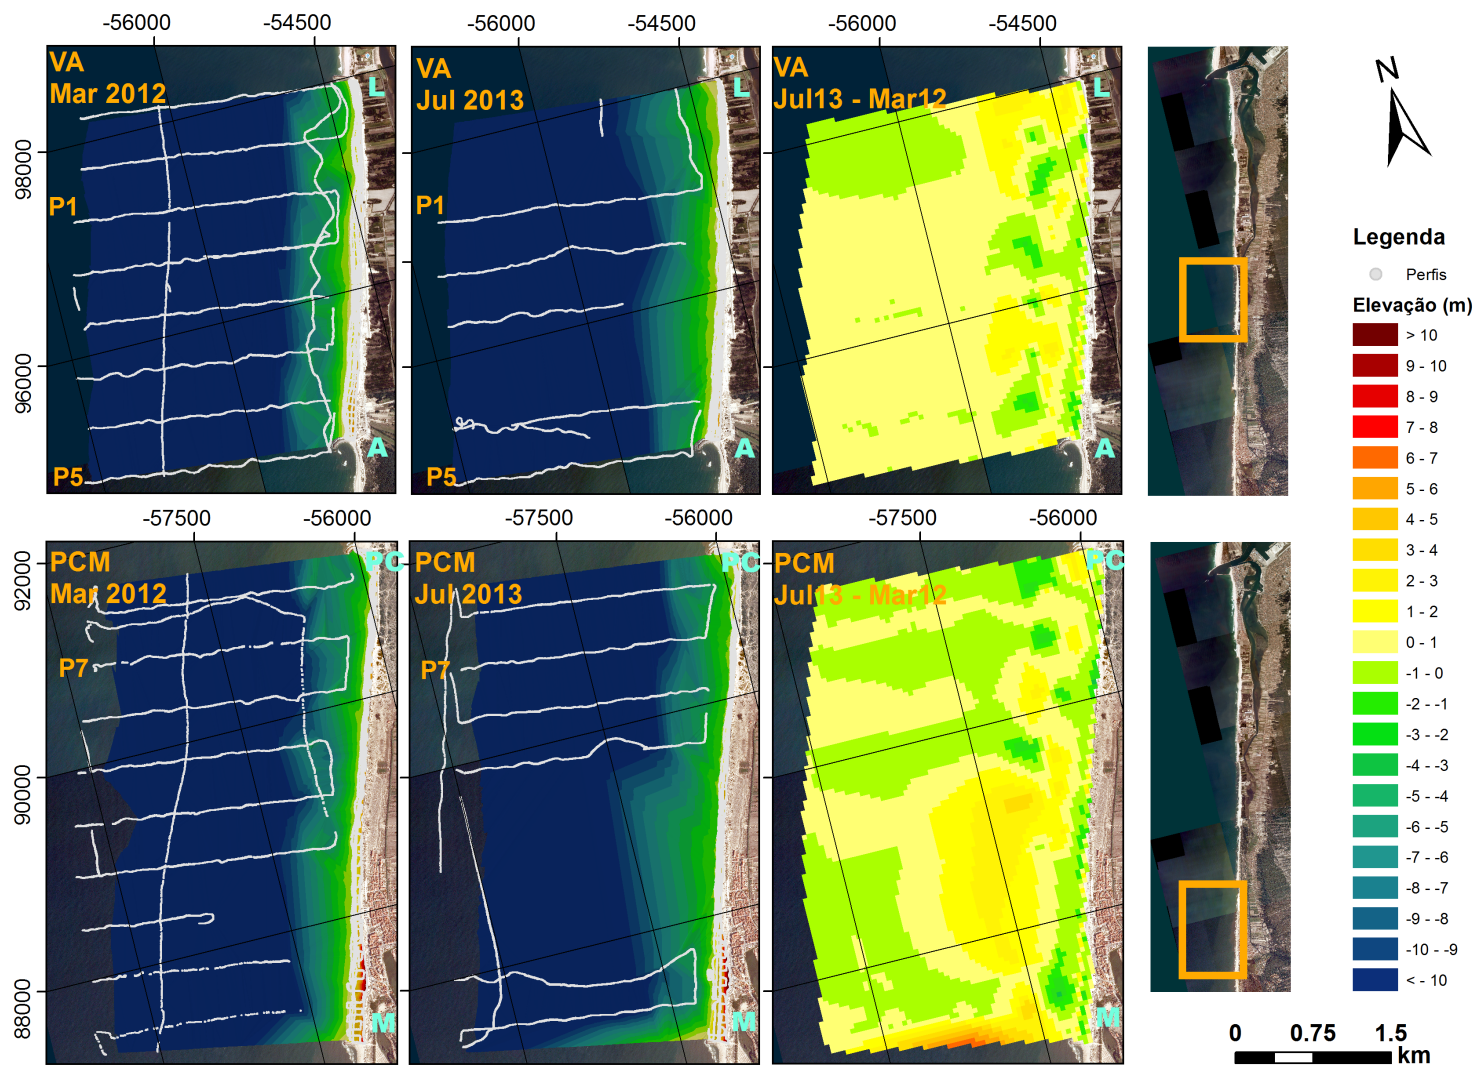 -56000
-54500
-56000
-54500
-56000
-54500
VA
Mar 2012
L
P1
P5
A
98000
96000
VA
Jul 2013
L
P1
P5
A
VA
Jul13 - Mar12
L
A
N
-57500
-56000
-57500
-56000
-57500
-56000
PCM
Mar 2012
PC
P7
M
92000
90000
88000
PCM
Jul 2013
PC
P7
M
PCM
Jul13 - Mar12
PC
M
Legenda
Perfis
Elevação (m)
> 10
9 - 10
8 - 9
7 - 8
6 - 7
5 - 6
4 - 5
3 - 4
2 - 3
1 - 2
0 - 1
-1 - 0
-2 - -1
-3 - -2
-4 - -3
-5 - -4
-6 - -5
-7 - -6
-8 - -7
-9 - -8
-10 - -9
< - 10
0 0.75 1.5
km